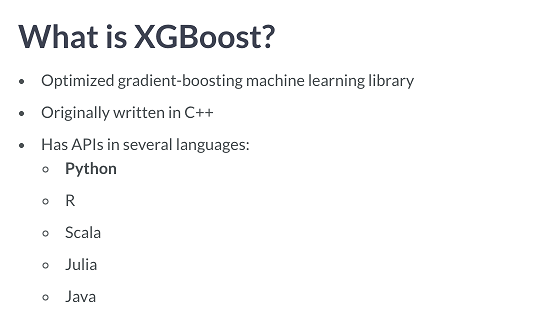 What is XGBoost?
• Optimized gradient-boosting machine learning library
• Originally written in C++
• Has APIs in several languages:
◦ Python
◦ R
◦ Scala
◦ Julia
◦ Java